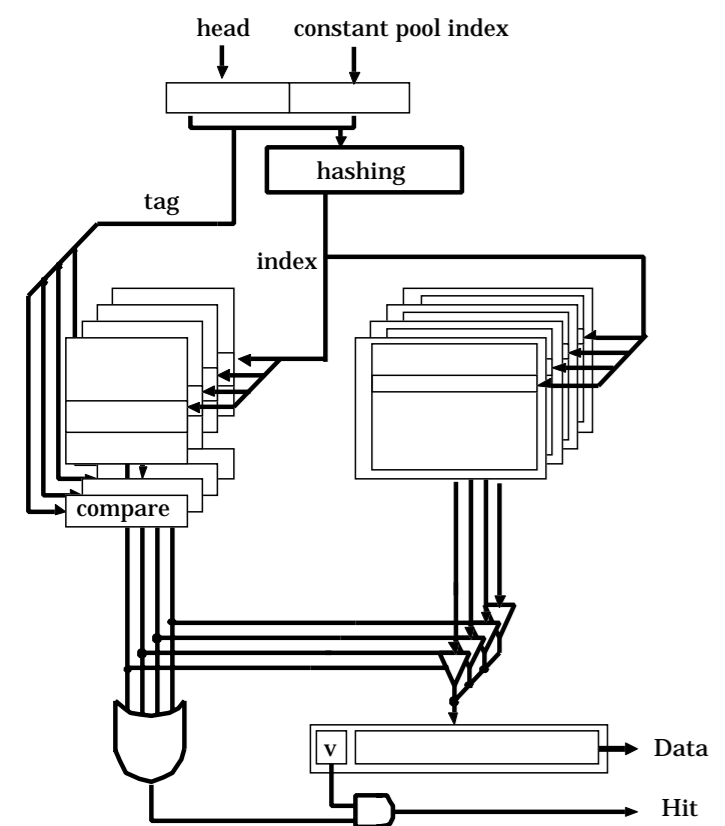 head constant pool index
hashing
tag
index
compare
v
Data
Hit